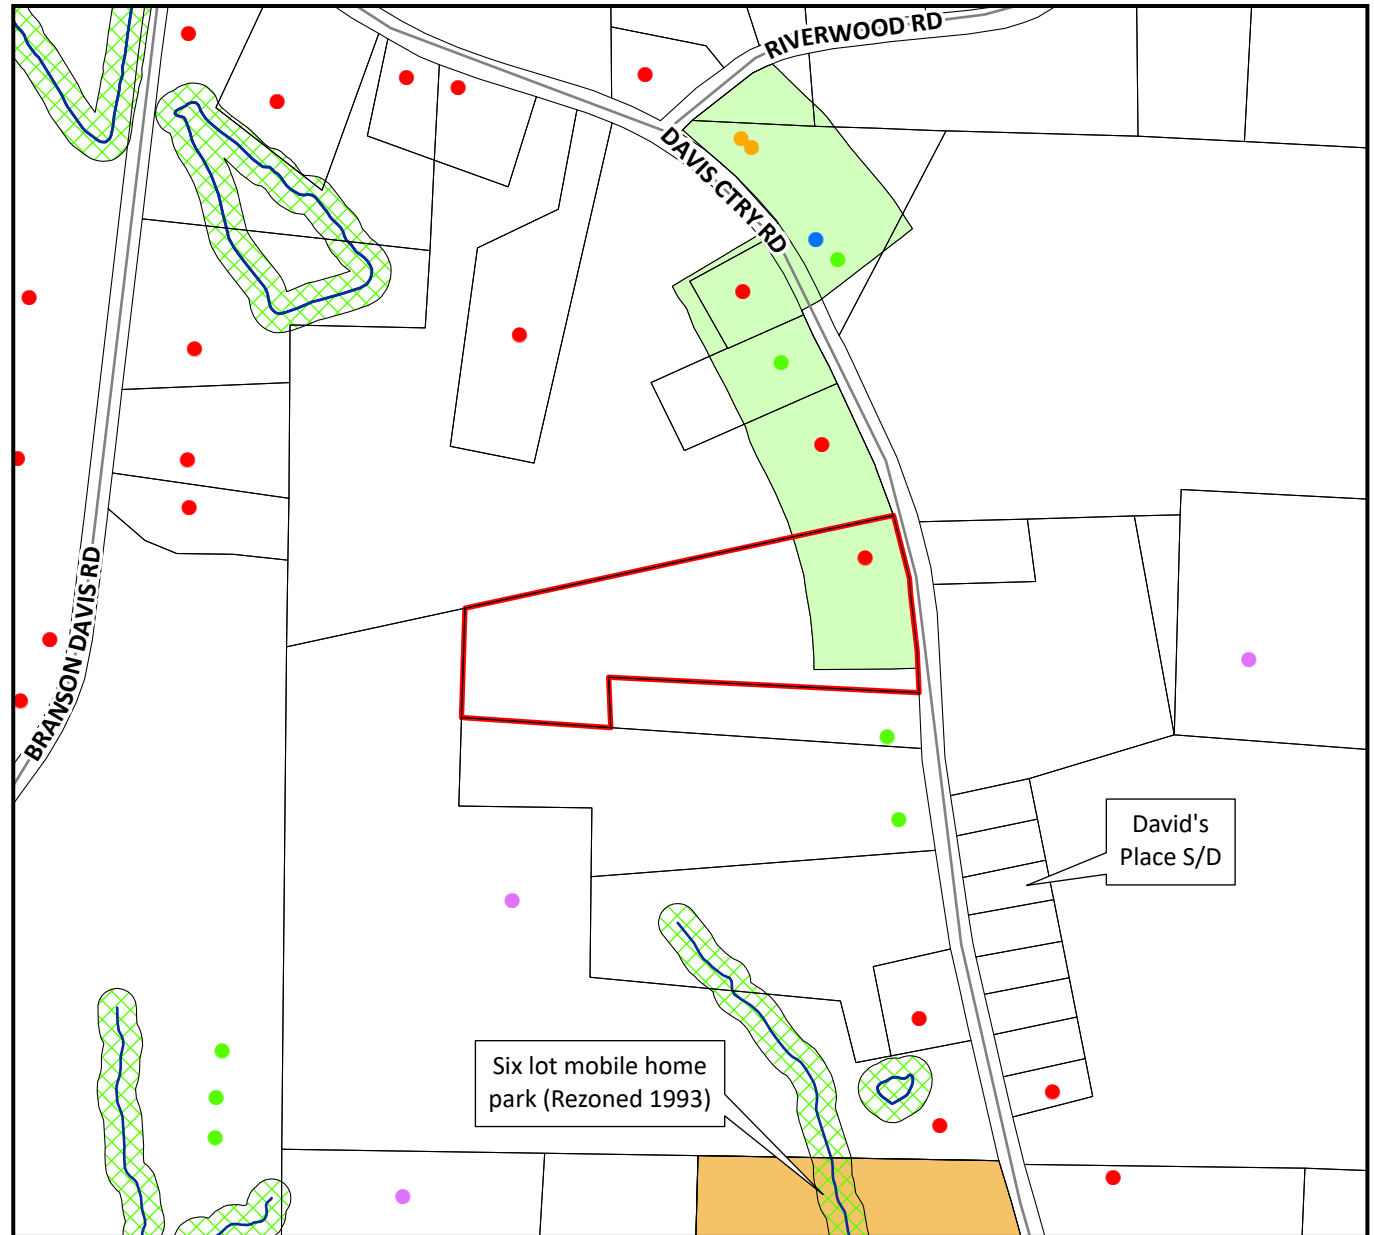 RIVERWOOD RD
DAVIS CTRY RD
BRANSON DAVIS RD
David's
Place S/D
Six lot mobile home
park (Rezoned 1993)